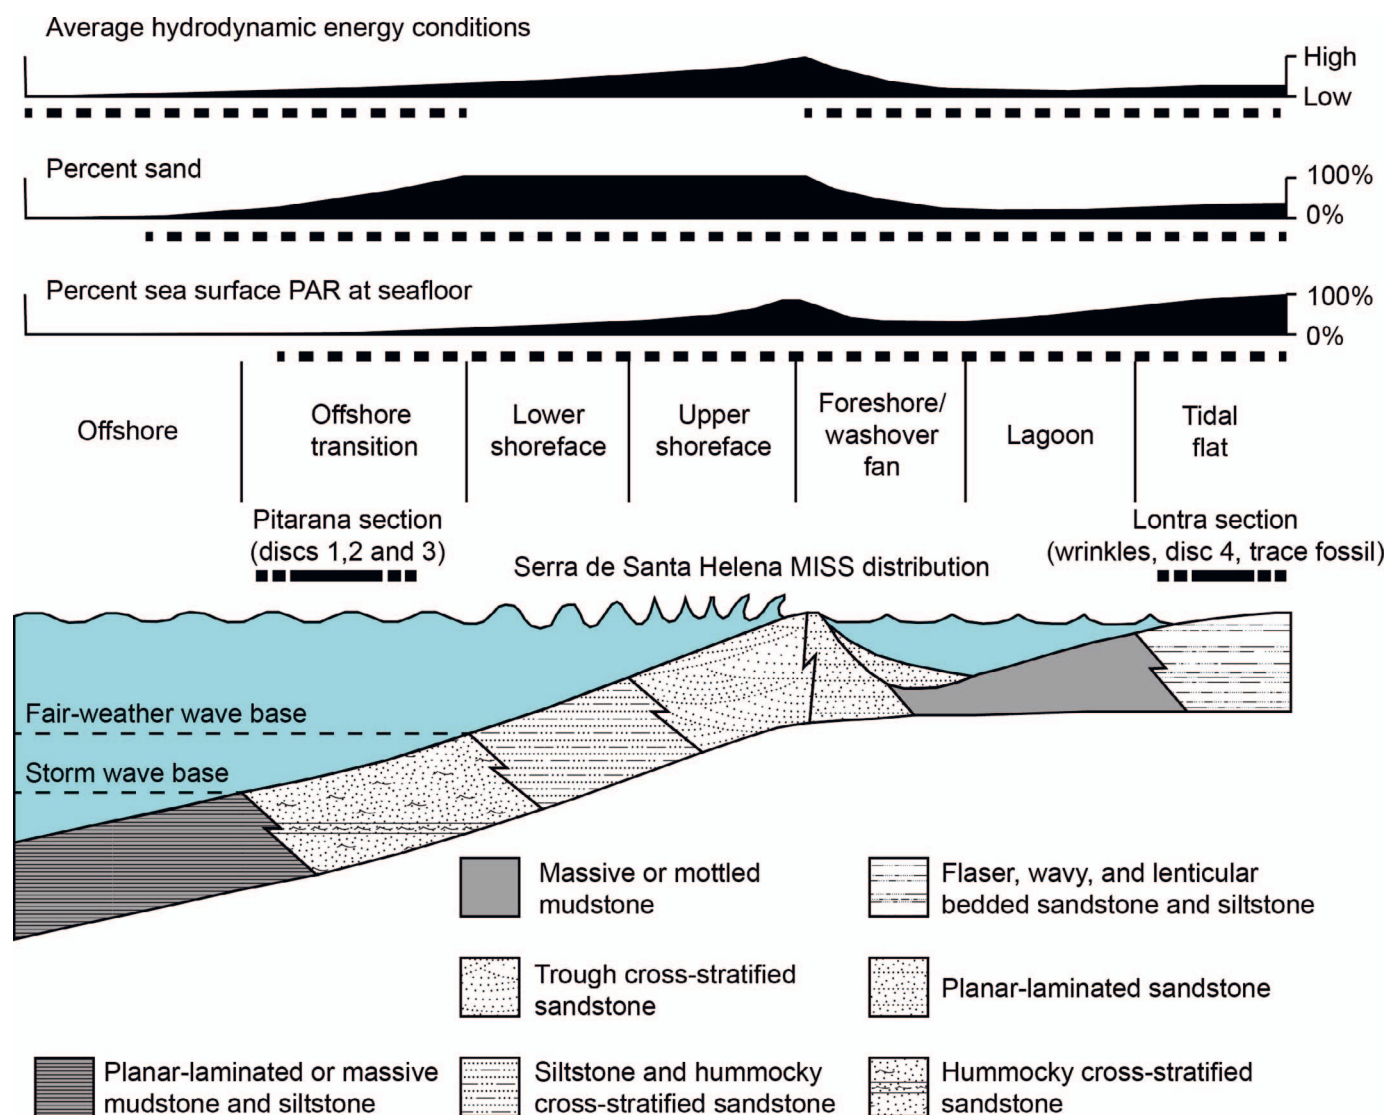 Average hydrodynamic energy conditions
High
Low
Percent sand
100%
0%
Percent sea surface PAR at seafloor
100%
0%
Offshore
Offshore
transition
Lower
shoreface
Upper
shoreface
Foreshore/
washover
fan
Lagoon
Tidal
flat
Pitarana section
(discs 1,2 and 3)
Lontra section
(wrinkles, disc 4, trace fossil)
Serra de Santa Helena MISS distribution
Fair-weather wave base
Storm wave base
Massive or mottled
mudstone
Flaser, wavy, and lenticular
bedded sandstone and siltstone
Trough cross-stratified
sandstone
Planar-laminated sandstone
Planar-laminated or massive
mudstone and siltstone
Siltstone and hummocky
cross-stratified sandstone
Hummocky cross-stratified
sandstone